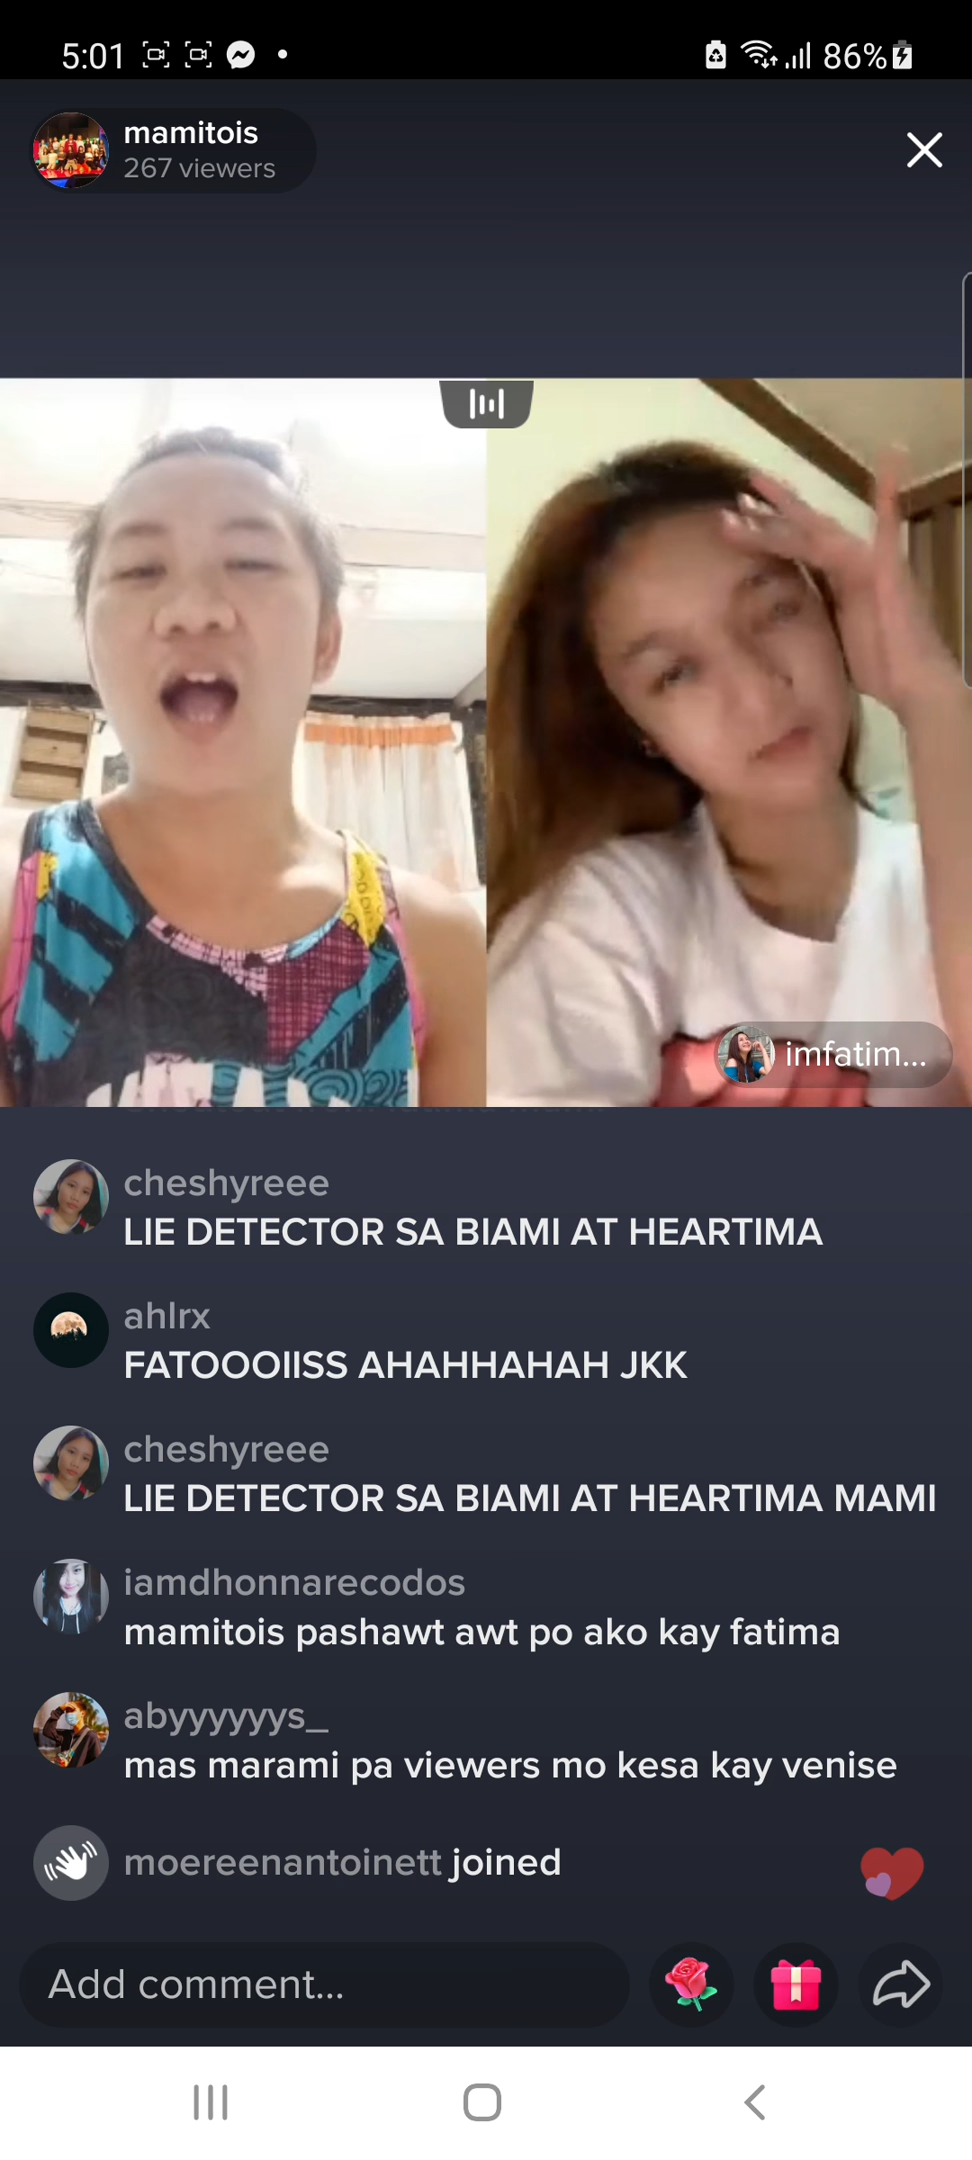 5:01
86%
mamitois
267 viewers
imfatim...
cheshyreee
LIE DETECTOR SA BIAMI AT HEARTIMA
ahlrx
FATOOOIISS AHAHHAHAH JKK
cheshyreee
LIE DETECTOR SA BIAMI AT HEARTIMA MAMI
iamdhonnarecodos
mamitois pashawt awt po ako kay fatima
abyyyyyys_
mas marami pa viewers mo kesa kay venise
moereenantoinett joined
Add comment...